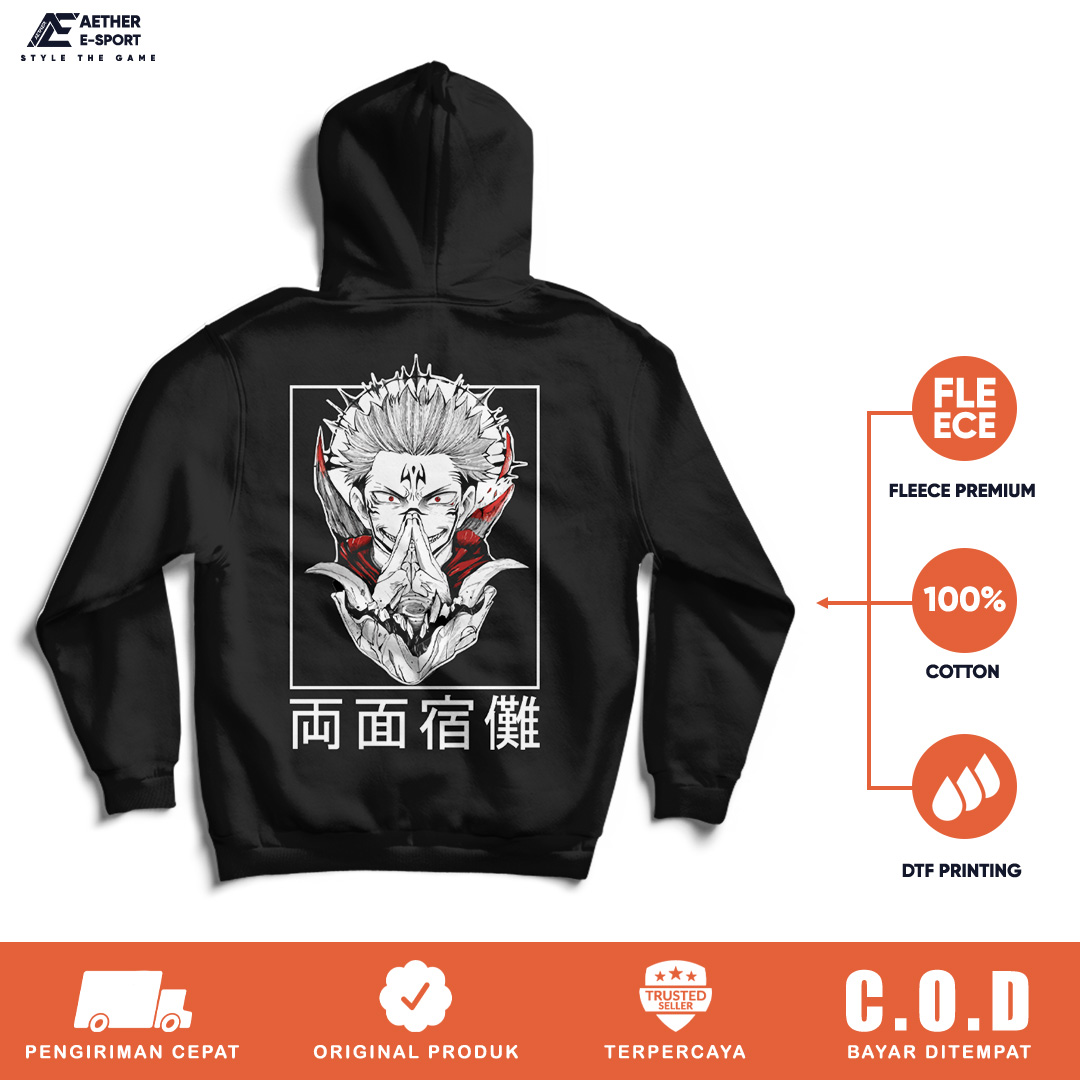 AETHER
E-SPORT
STYLE THE GAME
FLE
ECE
FLEECE PREMIUM
100%
COTTON
DTF PRINTING
両面宿儺
PENGIRIMAN CEPAT
ORIGINAL PRODUK
TRUSTED
SELLER
TERPERCAYA
C.O.D
BAYAR DITEMPAT